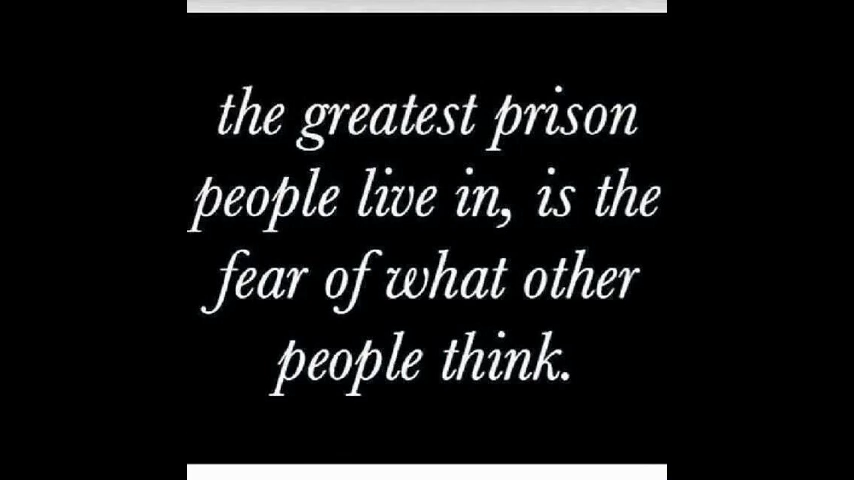 the greatest prison
people live in, is the
fear of what other
people think.